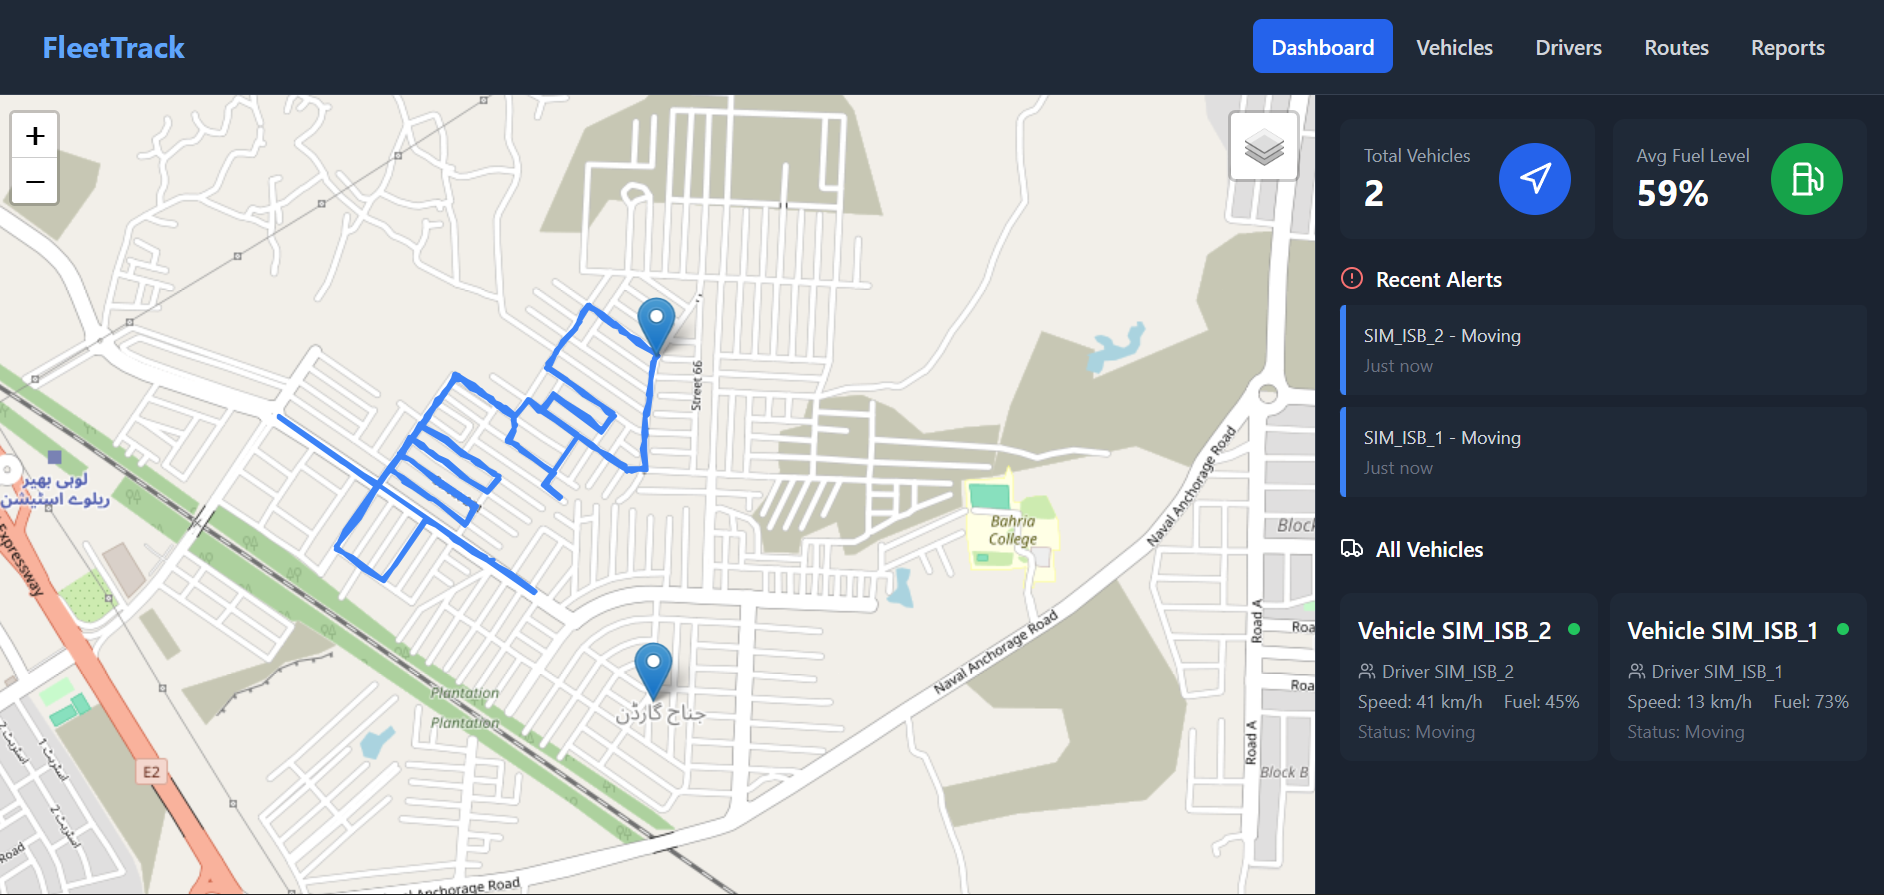 FleetTrack
Dashboard
Vehicles
Drivers
Routes
Reports
+
−
Total Vehicles
2
Avg Fuel Level
59%
Recent Alerts
SIM_ISB_2 - Moving
Just now
SIM_ISB_1 - Moving
Just now
All Vehicles
Vehicle SIM_ISB_2
Driver SIM_ISB_2
Speed: 41 km/h Fuel: 45%
Status: Moving
Vehicle SIM_ISB_1
Driver SIM_ISB_1
Speed: 13 km/h Fuel: 73%
Status: Moving
Street 66
لوہی بھیر
ریلوے اسٹیشن
Expressway
Bahria
College
Naval Anchorage Road
Block
Road A
Roa
Naval Anchorage Road
Roa
Plantation
جناح گارڈن
Plantation
Road A
E2
Block B
اسٹریٹ 1
اسٹریٹ 2
Road
Anchorage Road